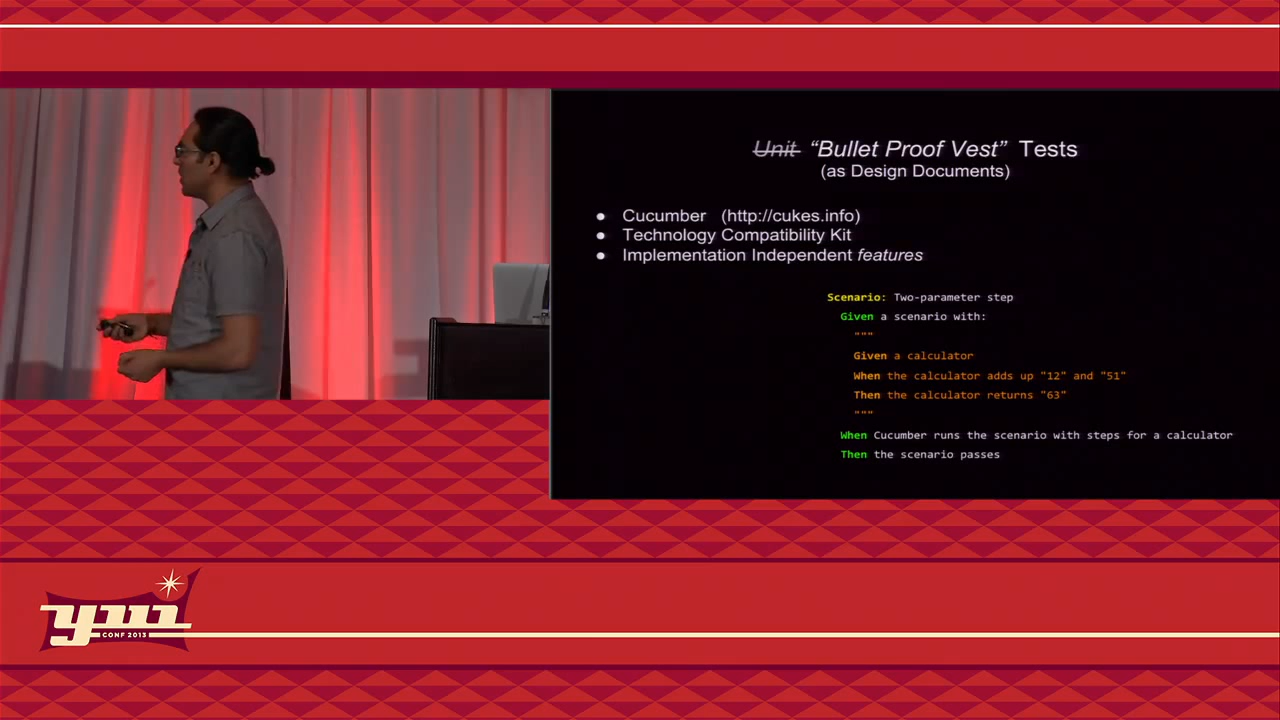 Unit "Bullet Proof Vest" Tests
(as Design Documents)
● Cucumber (http://cukes.info)
● Technology Compatibility Kit
● Implementation Independent features
Scenario: Two-parameter step
Given a scenario with:
"""
Given a calculator
When the calculator adds up "12" and "51"
Then the calculator returns "63"
"""
When Cucumber runs the scenario with steps for a calculator
Then the scenario passes
yui
CONF 2013